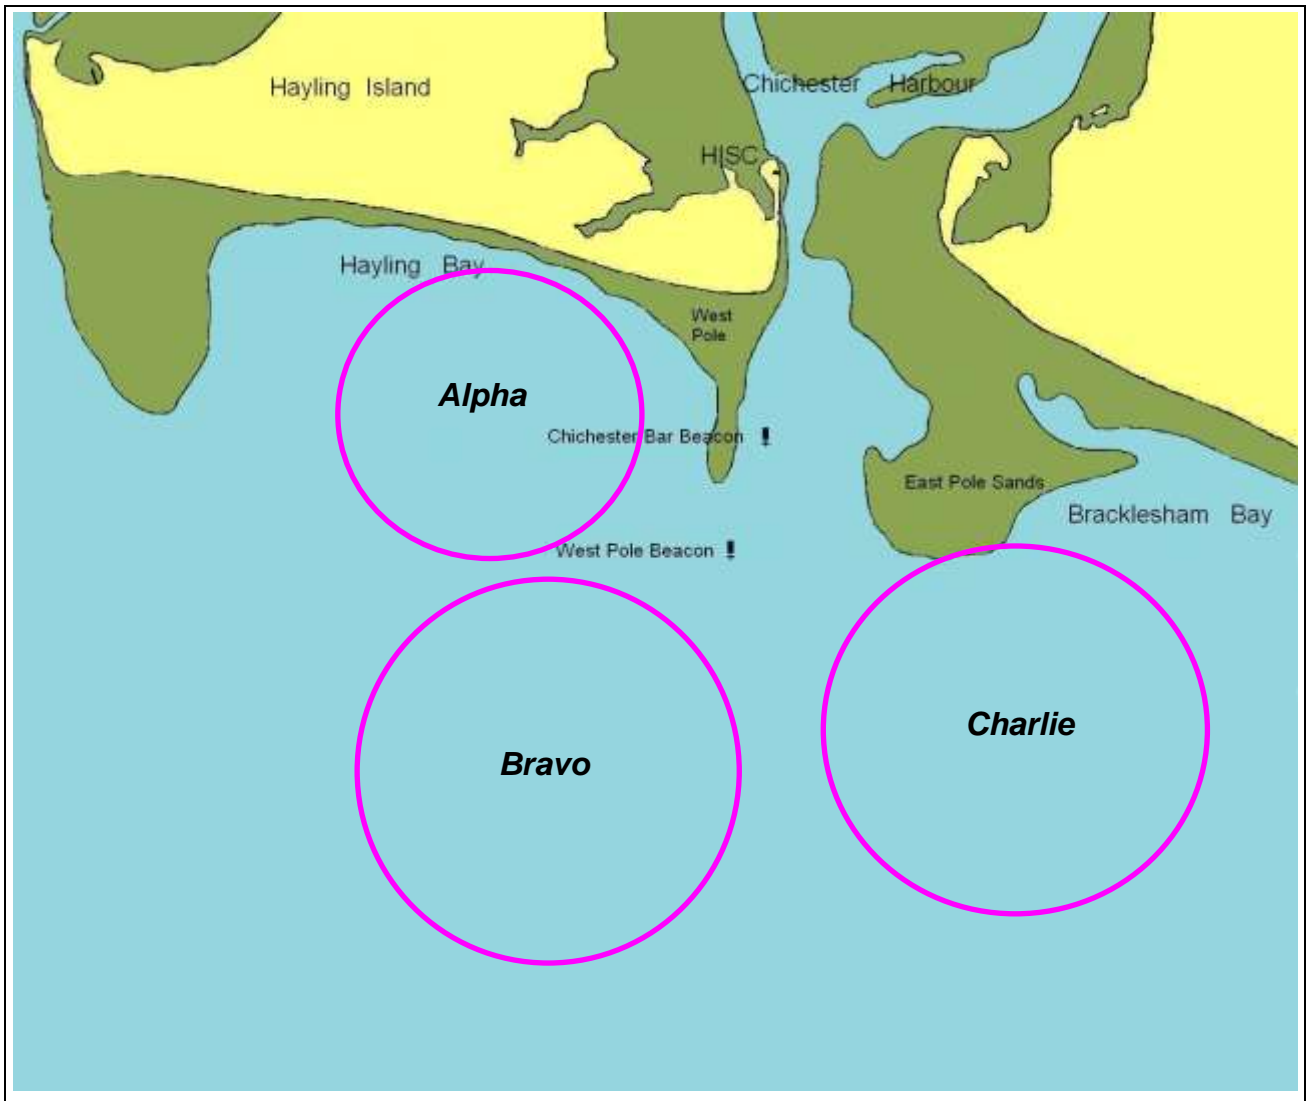 Hayling Island
Chichester Harbour
HISC
Hayling Bay
West
Pole
Alpha
Chichester Bar Beacon
East Pole Sands
Bracklesham Bay
West Pole Beacon
Charlie
Bravo